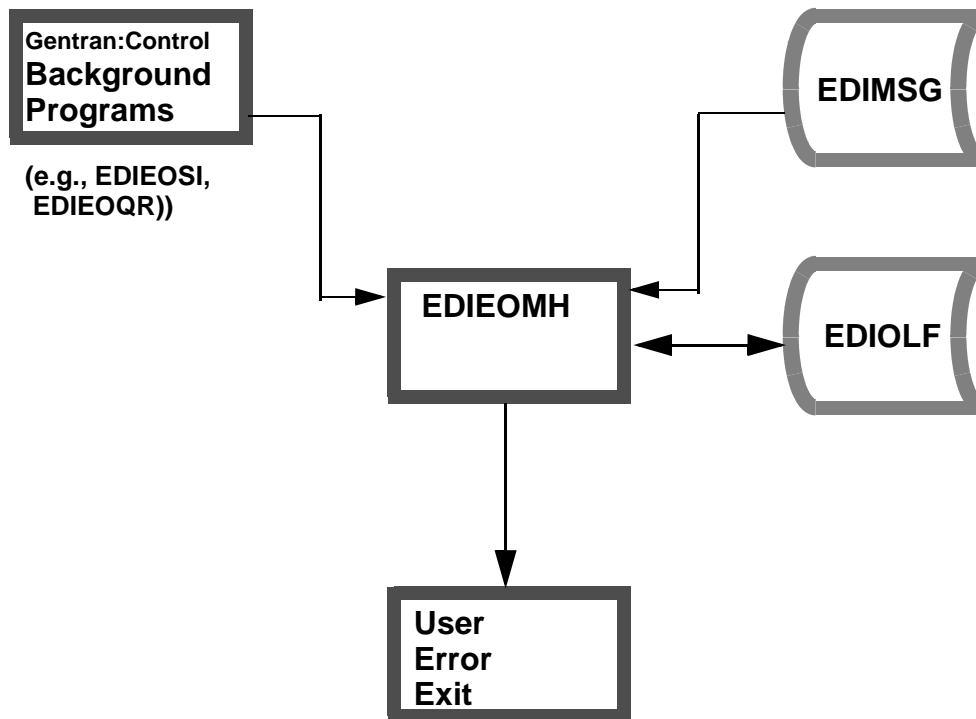 Gentran:Control
Background
Programs
(e.g., EDIEOSI,
EDIEOQR))
EDIMSG
EDIEOMH
EDIOLF
User
Error
Exit